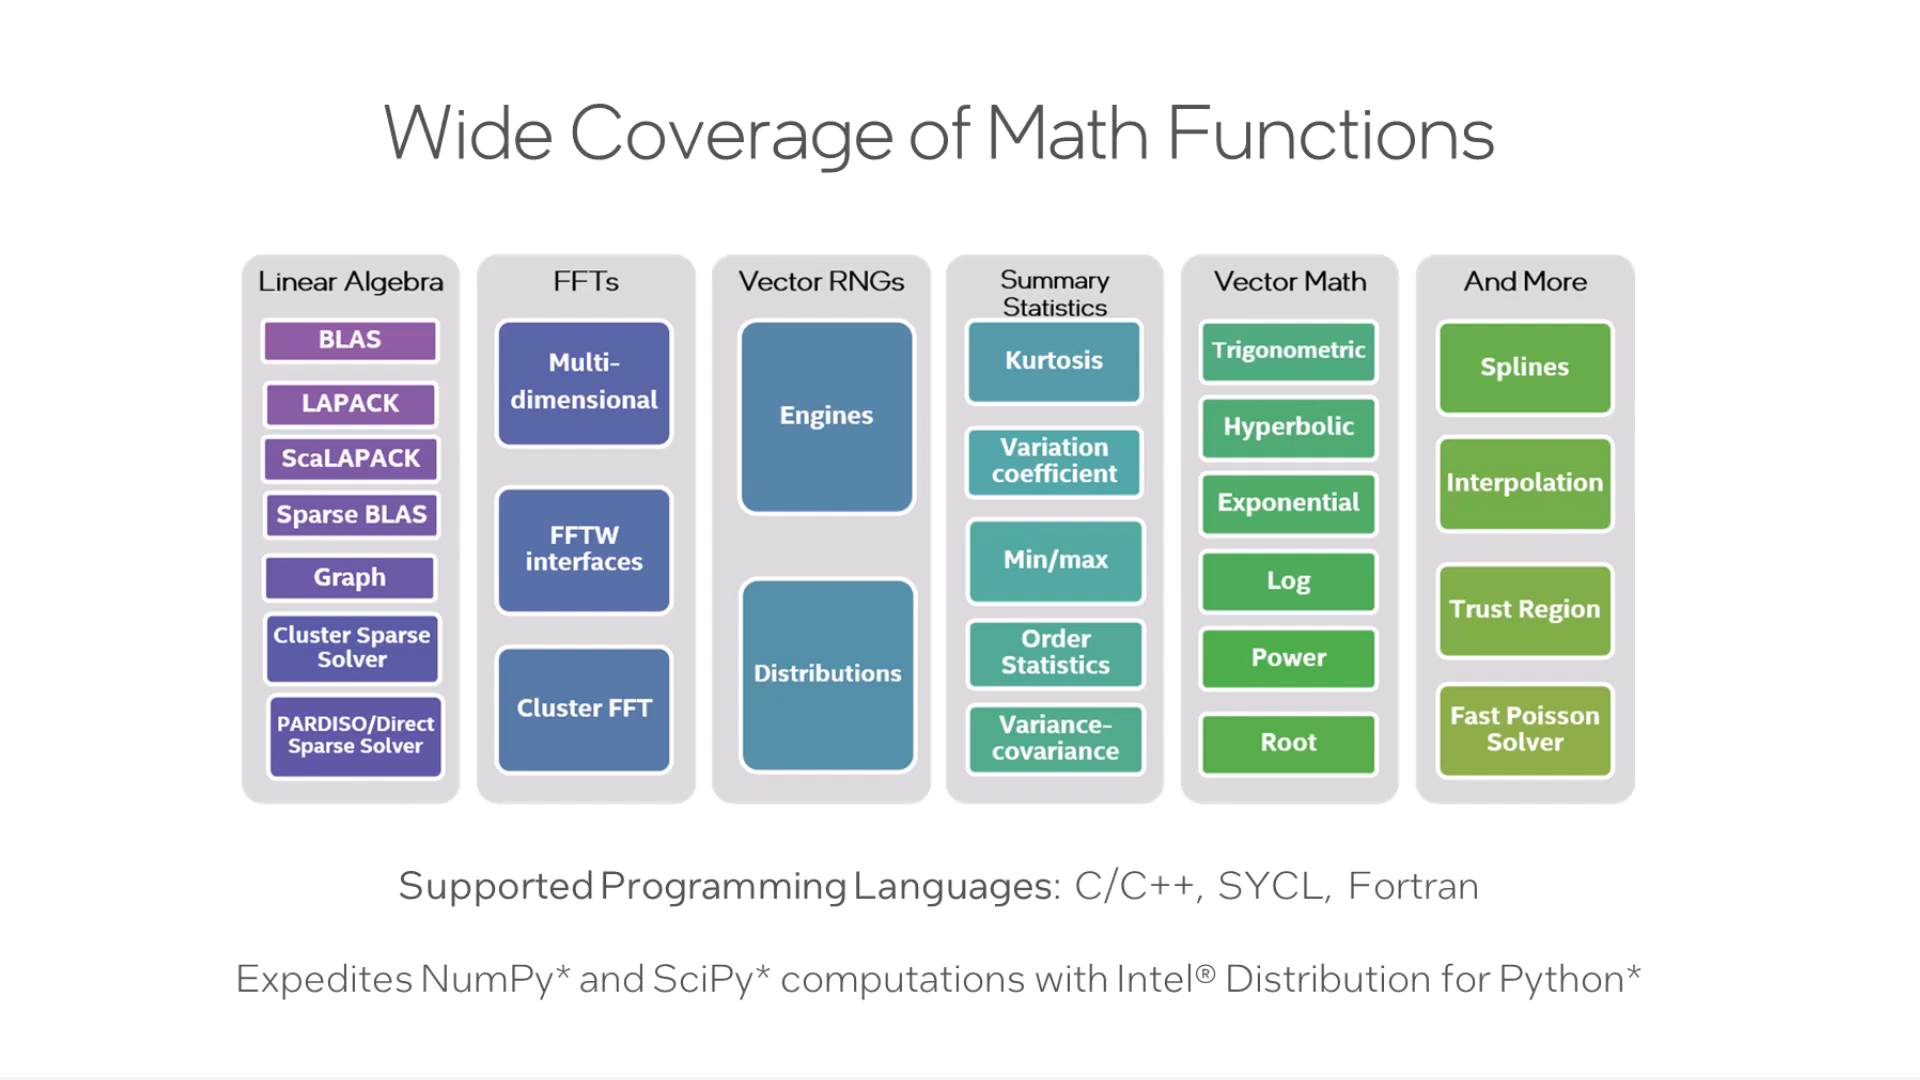 Wide Coverage of Math Functions
Linear Algebra
BLAS
LAPACK
ScaLAPACK
Sparse BLAS
Graph
Cluster Sparse
Solver
PARDISO/Direct
Sparse Solver
FFTs
Multi-
dimensional
FFTW
interfaces
Cluster FFT
Vector RNGs
Engines
Distributions
Summary
Statistics
Kurtosis
Variation
coefficient
Min/max
Order
Statistics
Variance-
covariance
Vector Math
Trigonometric
Hyperbolic
Exponential
Log
Power
Root
And More
Splines
Interpolation
Trust Region
Fast Poisson
Solver
Supported Programming Languages: C/C++, SYCL, Fortran
Expedites NumPy* and SciPy* computations with Intel® Distribution for Python*